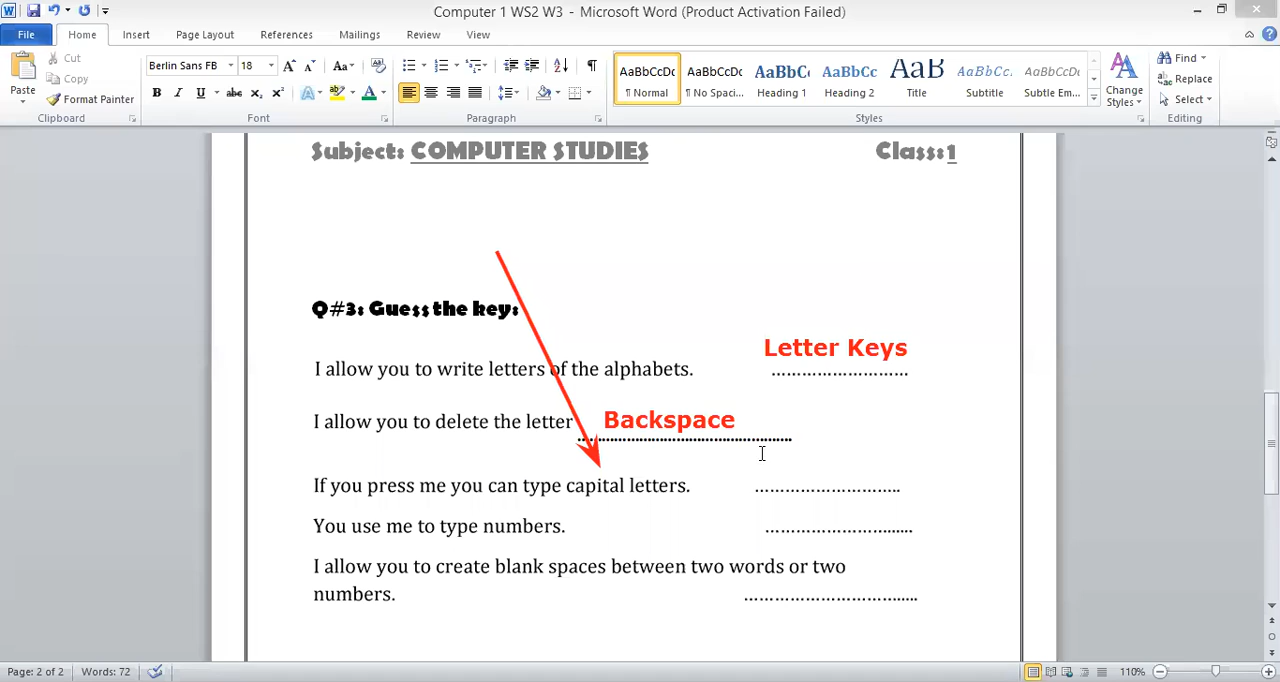 Computer 1 WS2 W3 - Microsoft Word (Product Activation Failed)
File Home Insert Page Layout References Mailings Review View
Paste
Cut
Copy
Format Painter
Clipboard
Berlin Sans FB 18
Font
Paragraph
AaBbCcDc AaBbCcDc AaBbC AaBbCc AaB AaBbCc. AaBbCcDc
¶ Normal ¶ No Spaci... Heading 1 Heading 2 Title Subtitle Subtle Em...
Change Styles
Styles
Find
Replace
Select
Editing
Subject: COMPUTER STUDIES Class:1
Q#3: Guess the key:
Letter Keys
I allow you to write letters of the alphabets. ...........................
I allow you to delete the letter Backspace
If you press me you can type capital letters. .............................
You use me to type numbers. .............................
I allow you to create blank spaces between two words or two
numbers. ..................................
Page: 2 of 2 Words: 72 110%